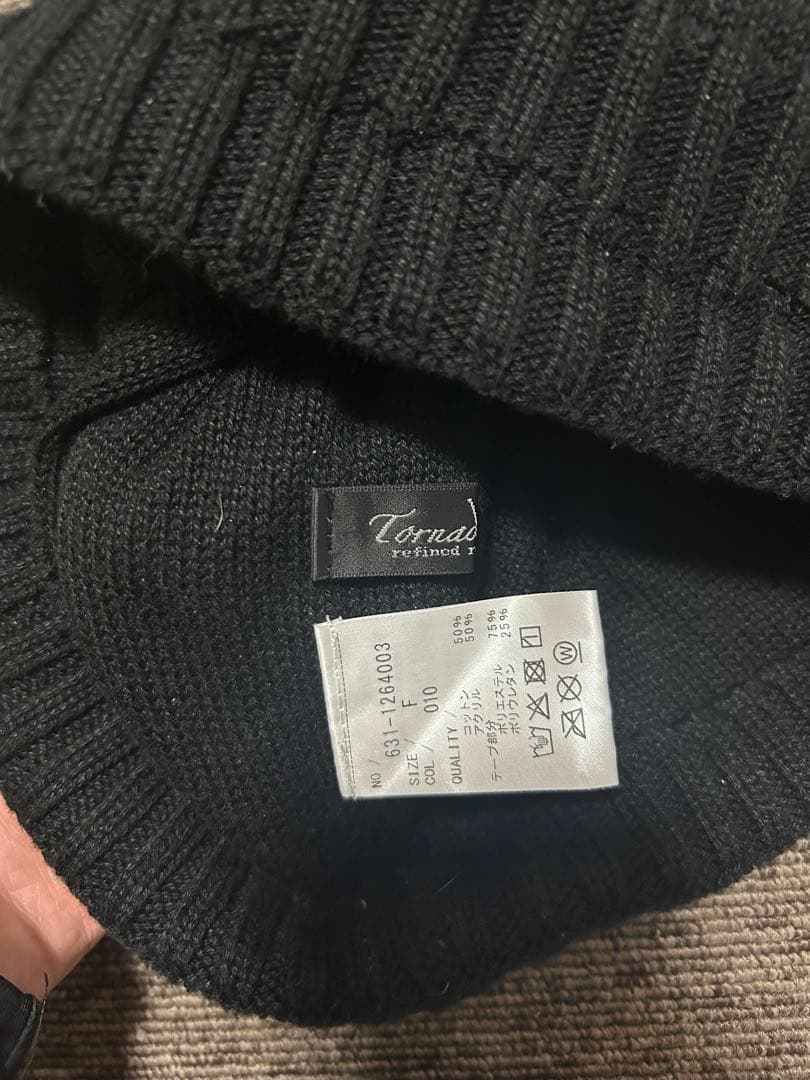 Tornad
refined r
NO / 631-1264003
SIZE / F
COL / 010
QUALITY /
コットン 50%
アクリル 50%
テープ部分
ポリエステル 75%
ポリウレタン 25%
1
W